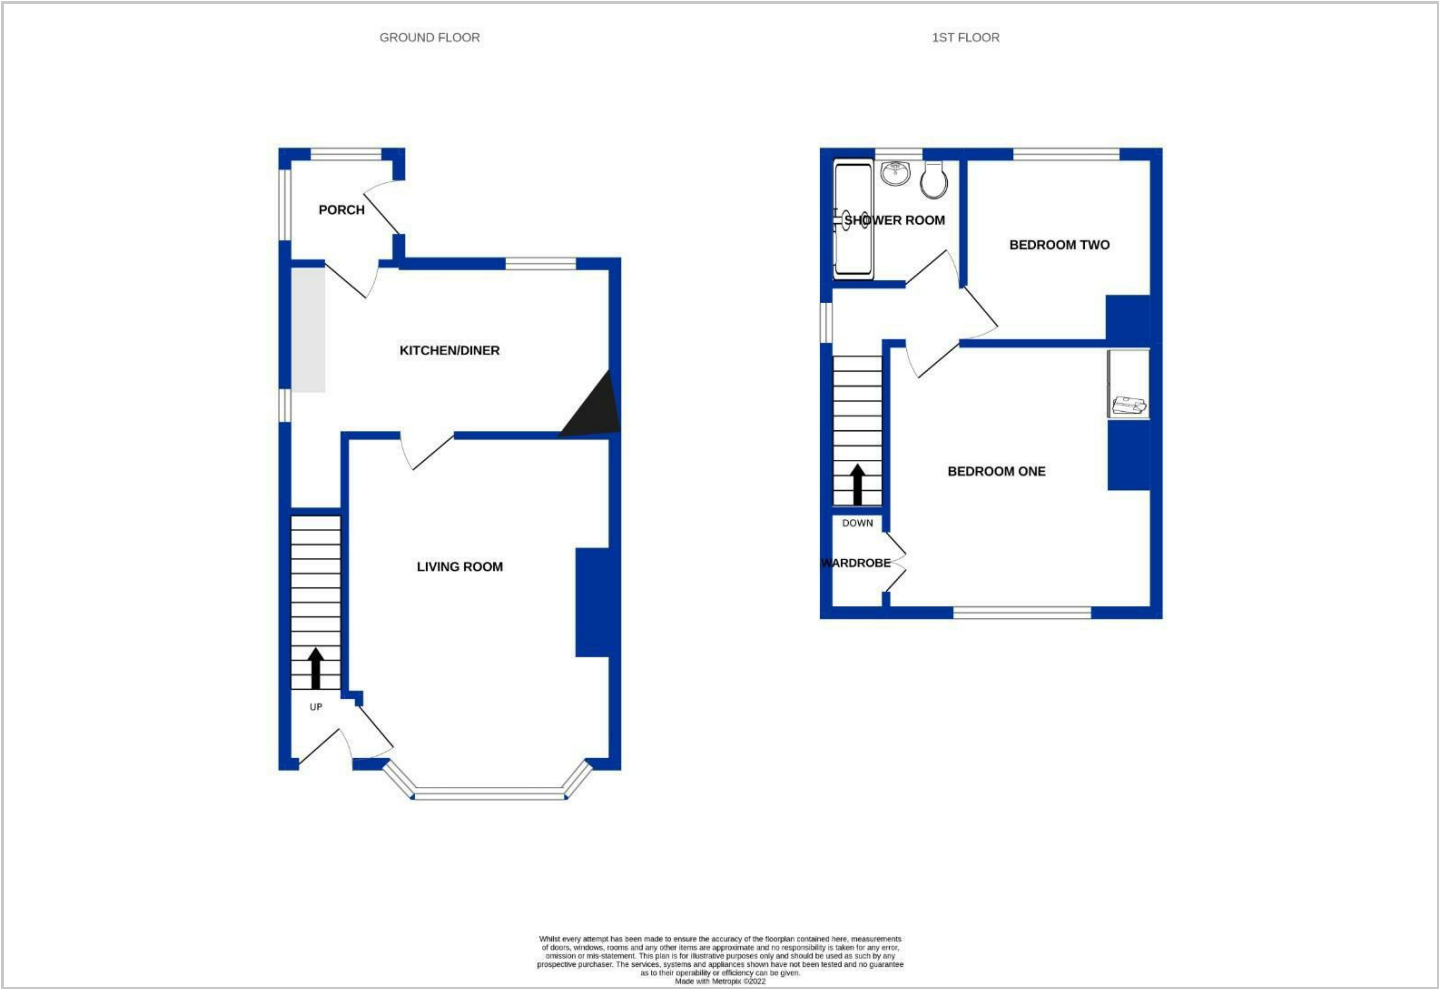 GROUND FLOOR
1ST FLOOR
PORCH
KITCHEN/DINER
LIVING ROOM
UP
SHOWER ROOM
BEDROOM TWO
BEDROOM ONE
DOWN
WARDROBE
Whilst every attempt has been made to ensure the accuracy of the floorplan contained here, measurements
of doors, windows, rooms and any other items are approximate and no responsibility is taken for any error,
omission or mis-statement. This plan is for illustrative purposes only and should be used as such by any
prospective purchaser. The services, systems and appliances shown have not been tested and no guarantee
as to their operability or efficiency can be given.
Made with Metropix ©2022